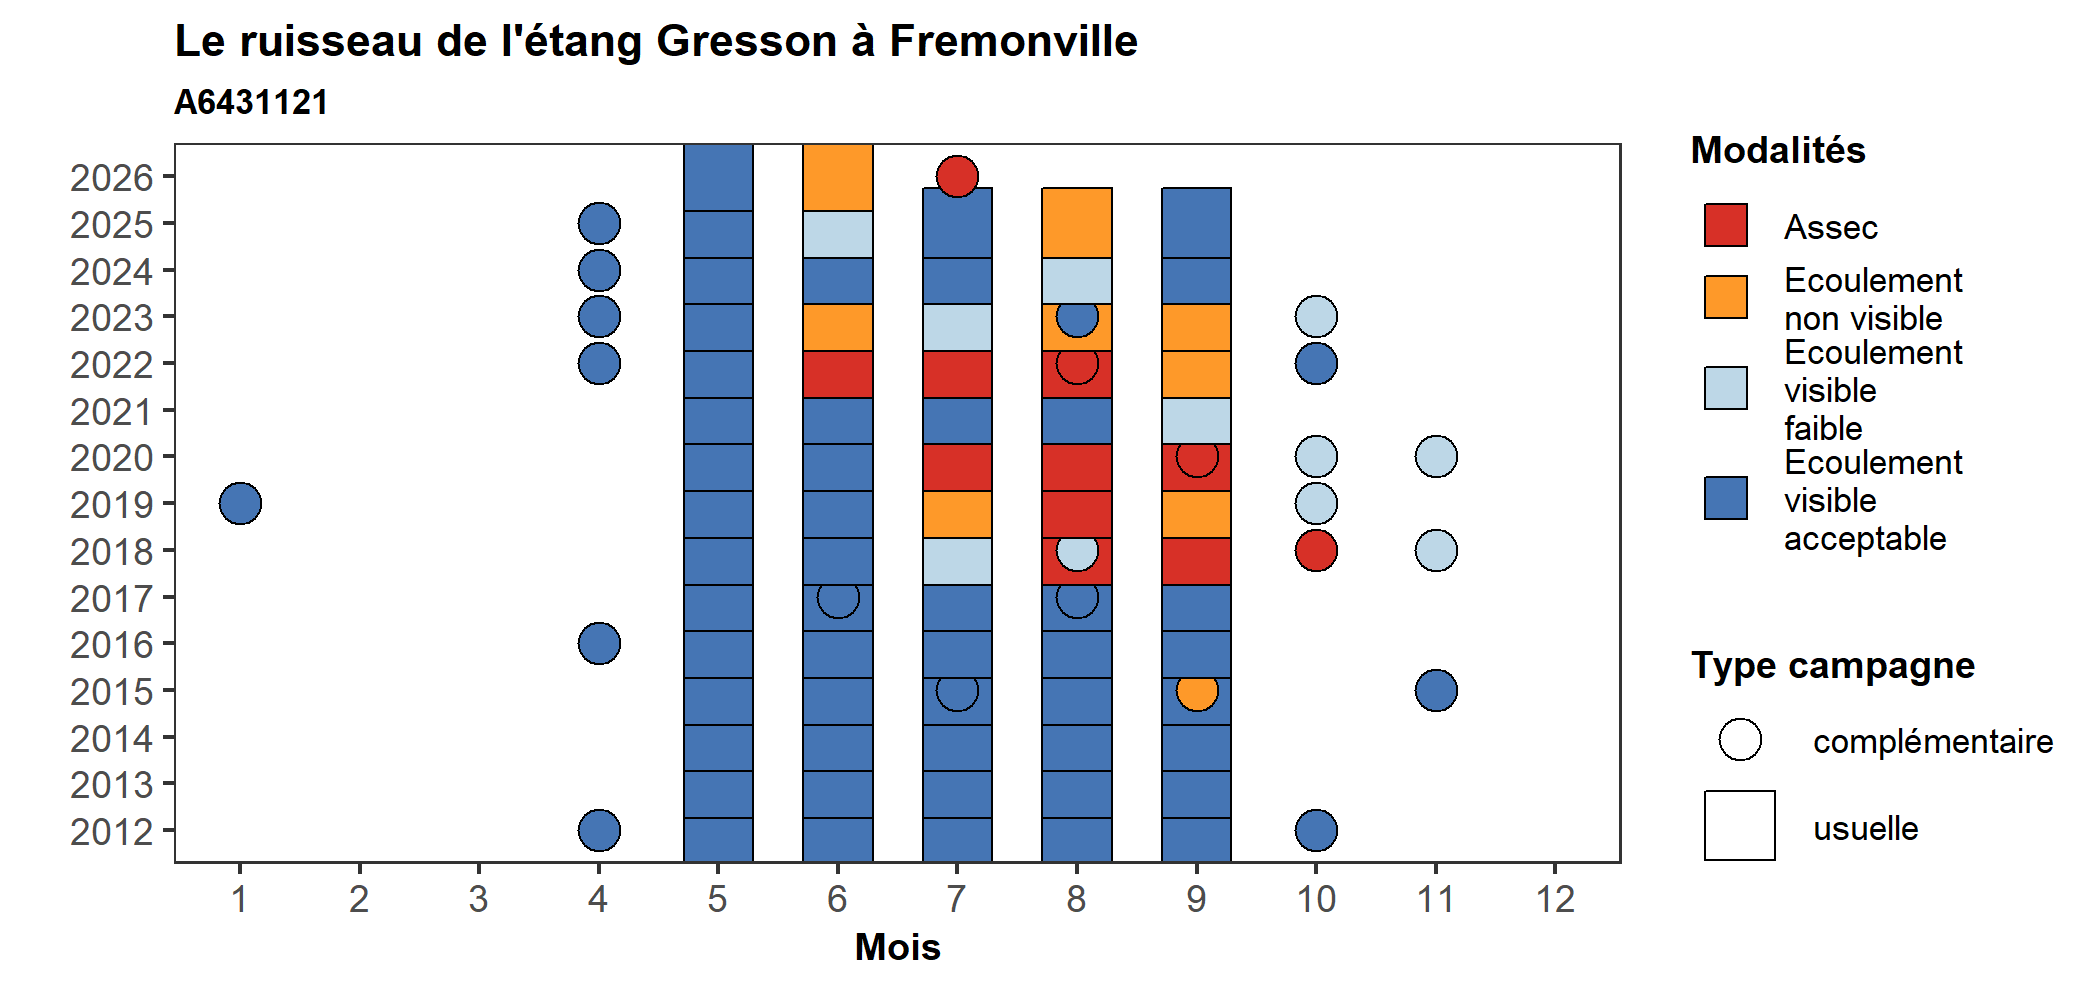 Le ruisseau de l'étang Gresson à Fremonville
A6431121
2026
2025
2024
2023
2022
2021
2020
2019
2018
2017
2016
2015
2014
2013
2012
1 2 3 4 5 6 7 8 9 10 11 12
Mois
Modalités
Assec
Ecoulement
non visible
Ecoulement
visible
faible
Ecoulement
visible
acceptable
Type campagne
complémentaire
usuelle